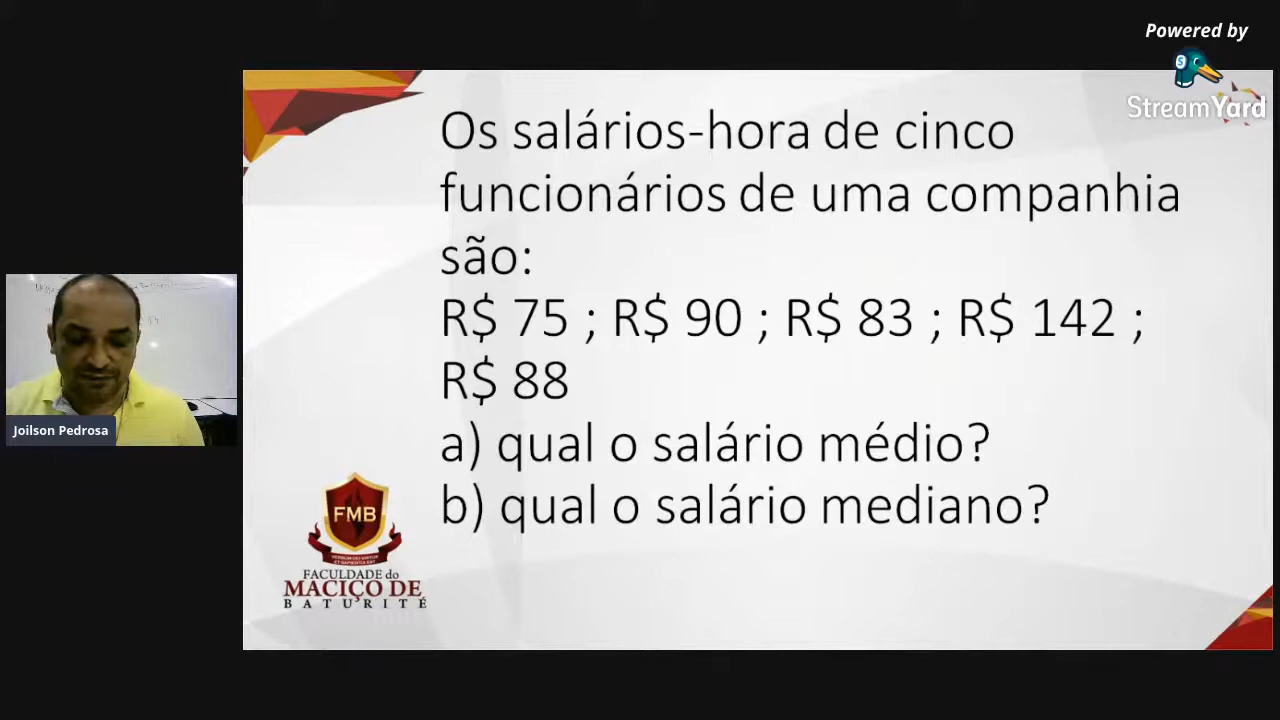 Powered by
StreamYard
Os salários-hora de cinco
funcionários de uma companhia
são:
R$ 75 ; R$ 90 ; R$ 83 ; R$ 142 ;
R$ 88
a) qual o salário médio?
b) qual o salário mediano?
Joilson Pedrosa
FMB
FACULDADE do
MACIÇO DE
BATURITÉ